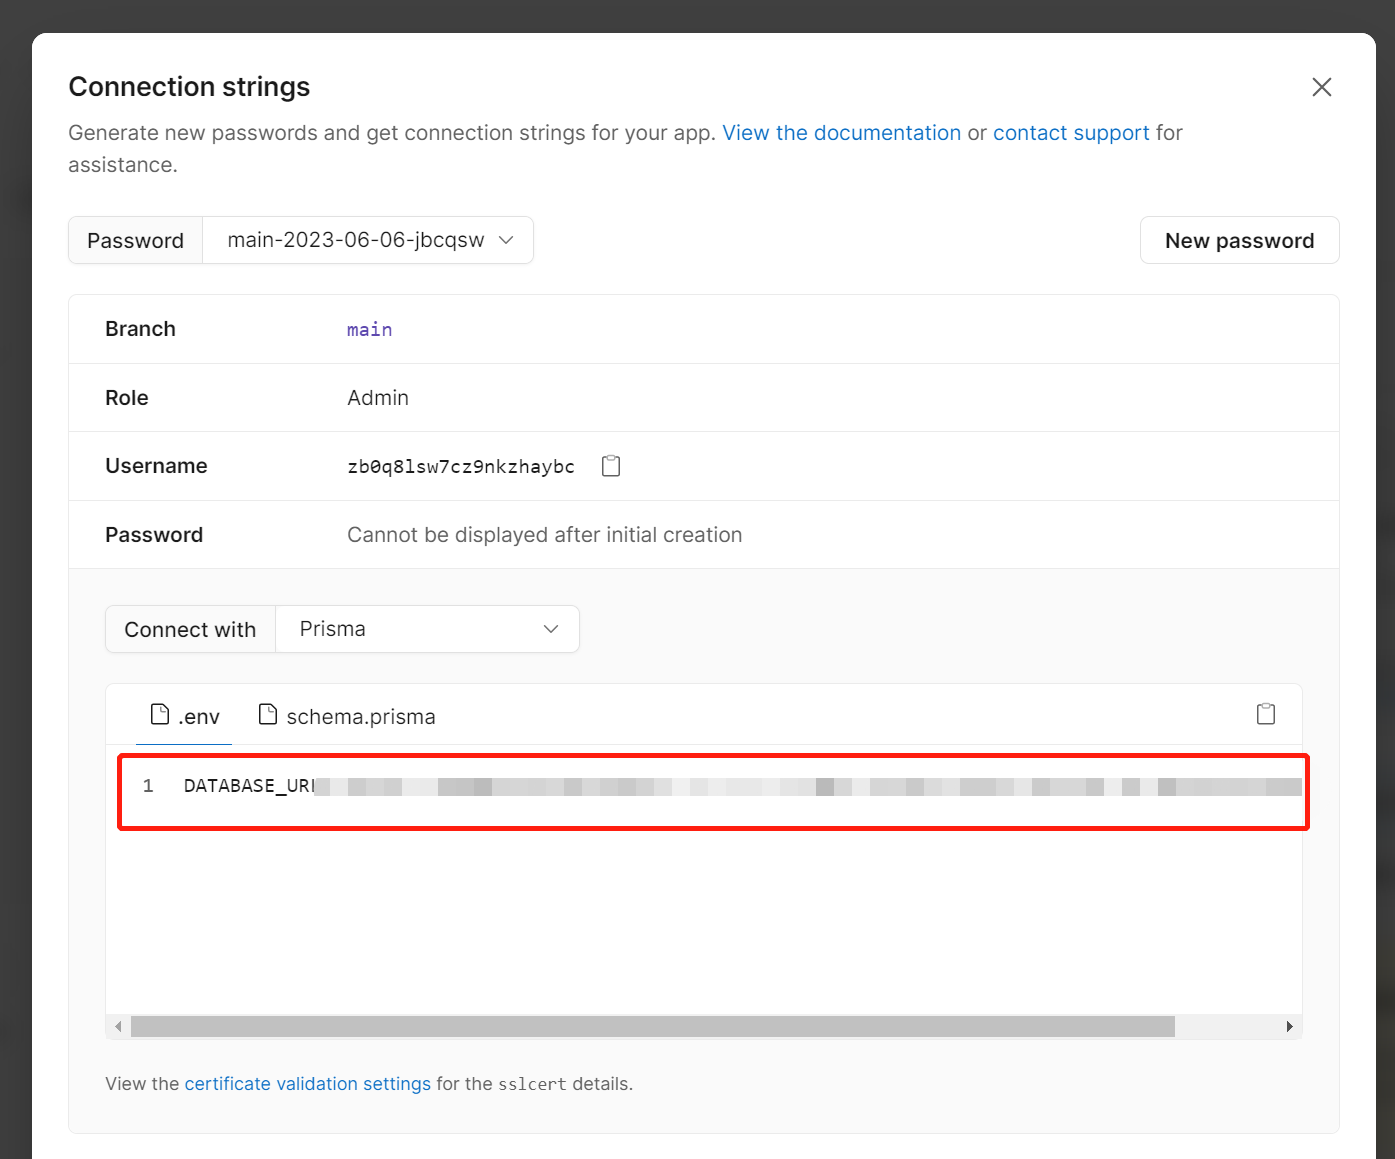 Connection strings
Generate new passwords and get connection strings for your app. View the documentation or contact support for
assistance.
Password main-2023-06-06-jbcqsw New password
Branch main
Role Admin
Username zb0q8lsw7cz9nkzhaybc
Password Cannot be displayed after initial creation
Connect with Prisma
.env schema.prisma
1 DATABASE_UR
View the certificate validation settings for the sslcert details.